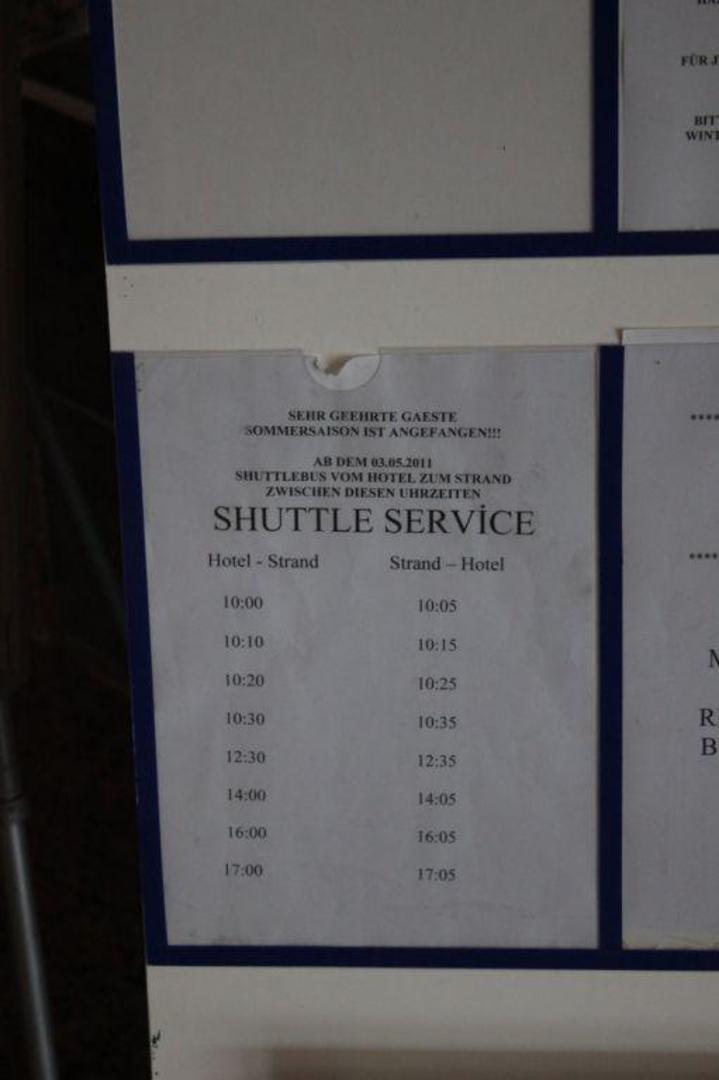 FÜR
SEHR GEEHRTE GAESTE
SOMMERSAISON IST ANGEFANGEN!!!
AB DEM 03.05.2011
SHUTTLEBUS VOM HOTEL ZUM STRAND
ZWISCHEN DIESEN UHRZEITEN
SHUTTLE SERVİCE
Hotel - Strand Strand – Hotel
10:00 10:05
10:10 10:15
10:20 10:25
10:30 10:35
12:30 12:35
14:00 14:05
16:00 16:05
17:00 17:05